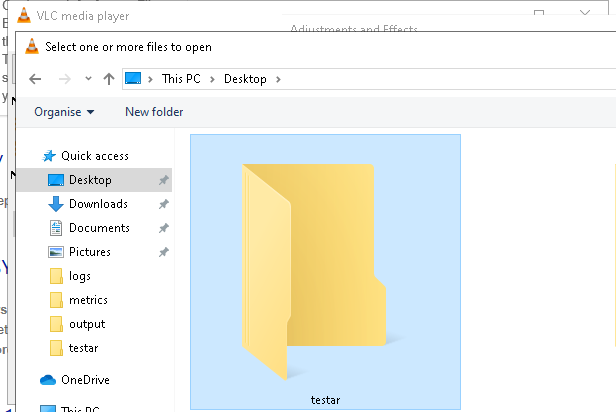 VLC media player
Adjustments and Effects
Select one or more files to open
This PC > Desktop >
Organise
New folder
Quick access
Desktop
Downloads
Documents
Pictures
logs
metrics
output
testar
OneDrive
This PC
testar